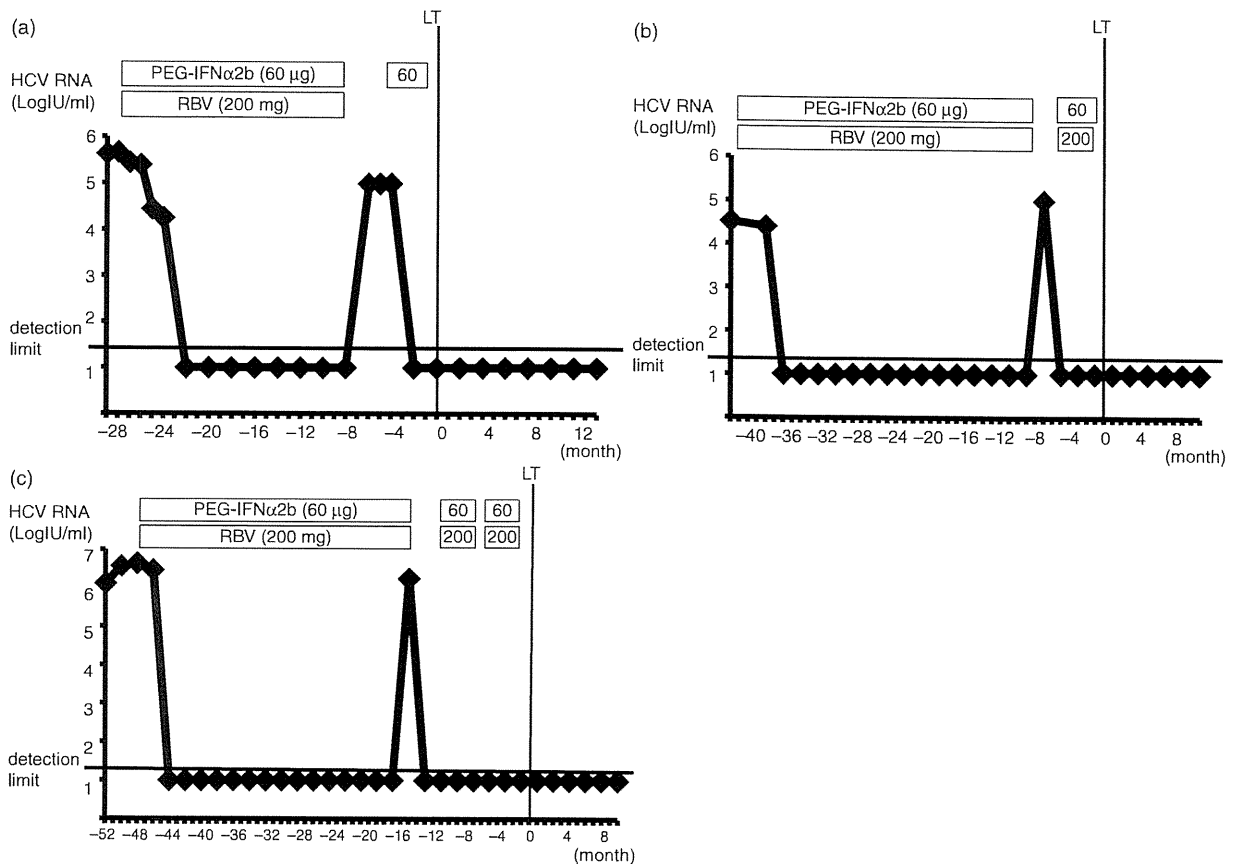 (a)
LT
HCV RNA
(LogIU/ml)
PEG-IFNα2b (60 μg)
60
RBV (200 mg)
6
5
4
3
2
1
detection
limit
−28 −24 −20 −16 −12 −8 −4 0 4 8 12
(month)
(b)
LT
HCV RNA
(LogIU/ml)
PEG-IFNα2b (60 μg)
60
RBV (200 mg)
200
6
5
4
3
2
1
detection
limit
−40 −36 −32 −28 −24 −20 −16 −12 −8 −4 0 4 8
(month)
(c)
LT
HCV RNA
(LogIU/ml)
PEG-IFNα2b (60 μg)
60 60
RBV (200 mg)
200 200
7
6
5
4
3
2
1
detection
limit
−52 −48 −44 −40 −36 −32 −28 −24 −20 −16 −12 −8 −4 0 4 8
(month)